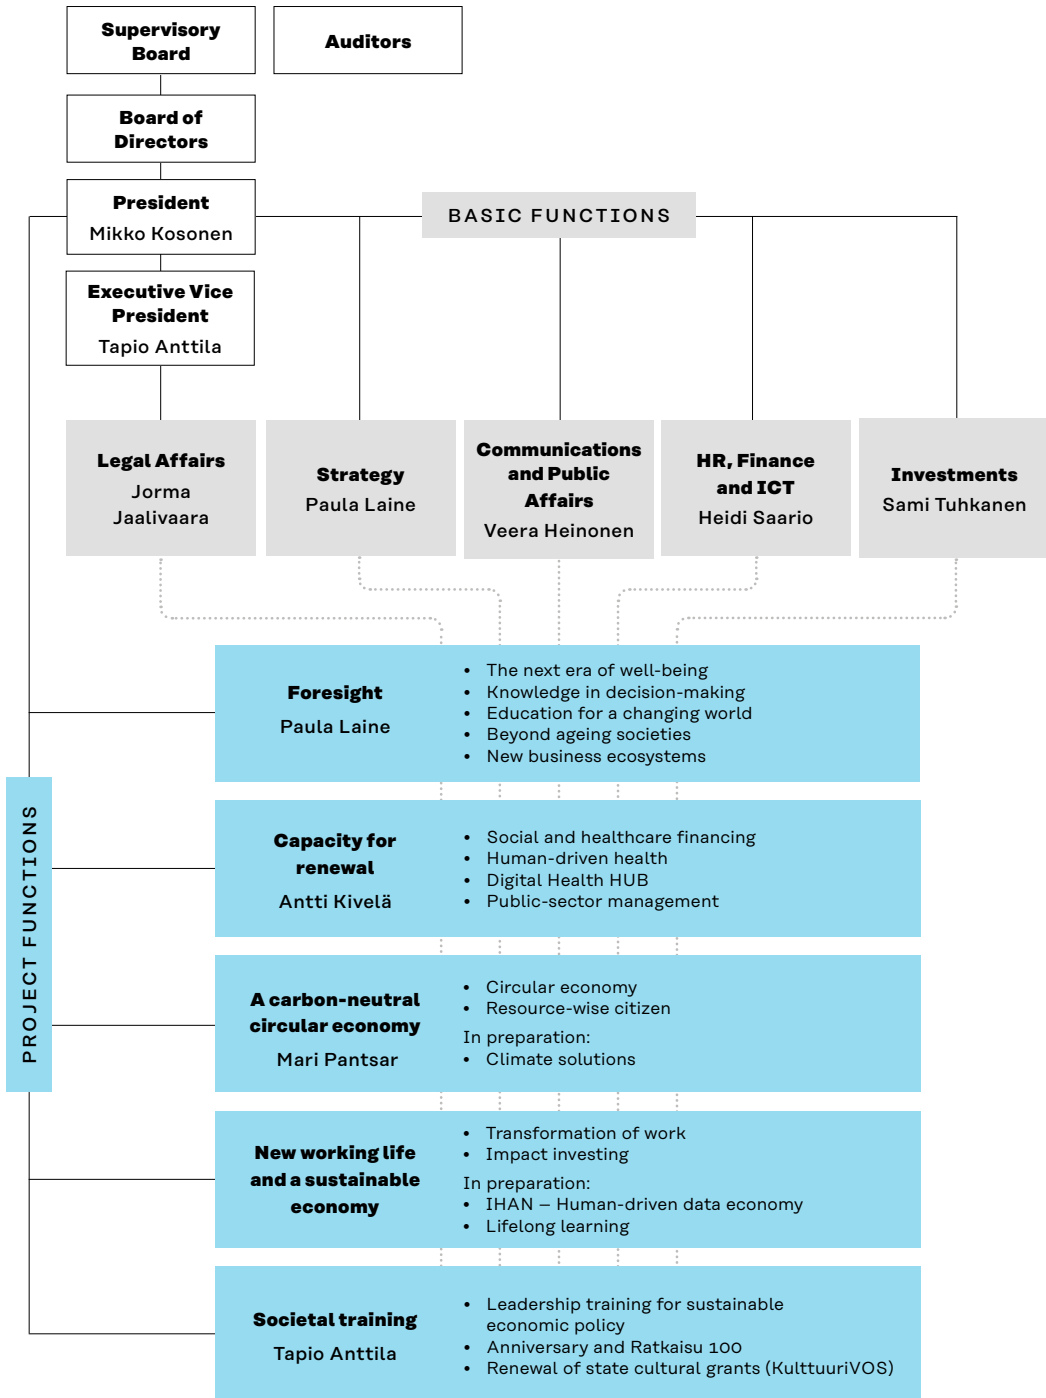 Supervisory
Board
Auditors
Board of
Directors
President
Mikko Kosonen
BASIC FUNCTIONS
Executive Vice
President
Tapio Anttila
Legal Affairs
Jorma
Jaalivaara
Strategy
Paula Laine
Communications
and Public
Affairs
Veera Heinonen
HR, Finance
and ICT
Heidi Saario
Investments
Sami Tuhkanen
PROJECT FUNCTIONS
Foresight
Paula Laine
• The next era of well-being
• Knowledge in decision-making
• Education for a changing world
• Beyond ageing societies
• New business ecosystems
Capacity for
renewal
Antti Kivelä
• Social and healthcare financing
• Human-driven health
• Digital Health HUB
• Public-sector management
A carbon-neutral
circular economy
Mari Pantsar
• Circular economy
• Resource-wise citizen
In preparation:
• Climate solutions
New working life
and a sustainable
economy
• Transformation of work
• Impact investing
In preparation:
• IHAN – Human-driven data economy
• Lifelong learning
Societal training
Tapio Anttila
• Leadership training for sustainable
economic policy
• Anniversary and Ratkaisu 100
• Renewal of state cultural grants (KulttuuriVOS)